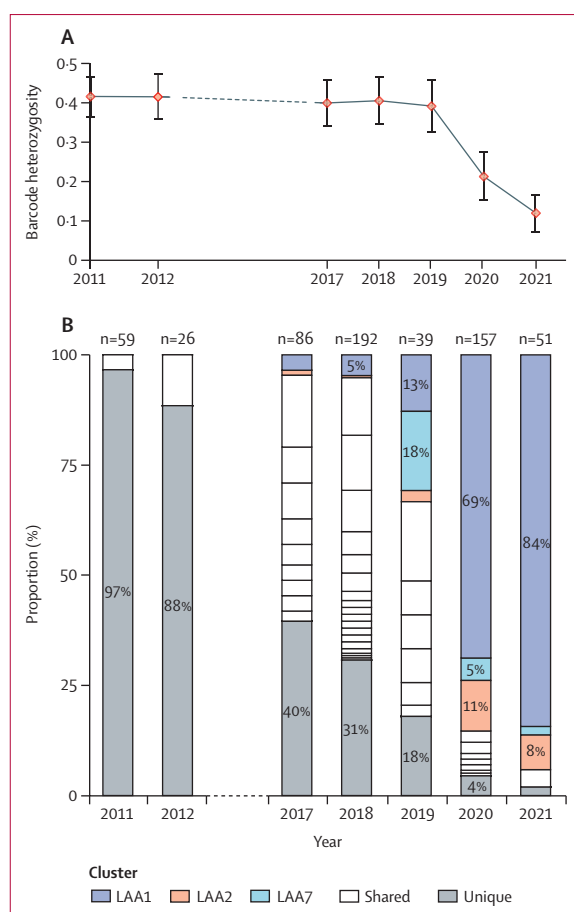 A
0·5
0·4
0·3
0·2
0·1
0
Barcode heterozygosity
2011 2012 2017 2018 2019 2020 2021
B
n=59 n=26 n=86 n=192 n=39 n=157 n=51
100
75
50
25
0
Proportion (%)
97%
88%
40%
5%
31%
13%
18%
18%
69%
5%
11%
4%
84%
8%
2011 2012 2017 2018 2019 2020 2021
Year
Cluster
LAA1 LAA2 LAA7 Shared Unique